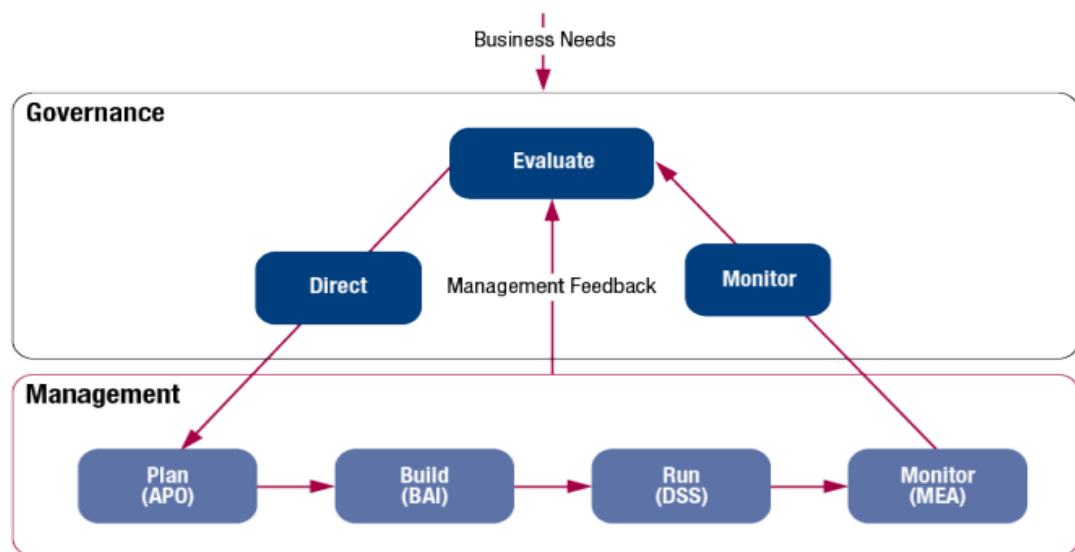 Business Needs
Governance
Evaluate
Direct
Management Feedback
Monitor
Management
Plan
(APO)
Build
(BAI)
Run
(DSS)
Monitor
(MEA)